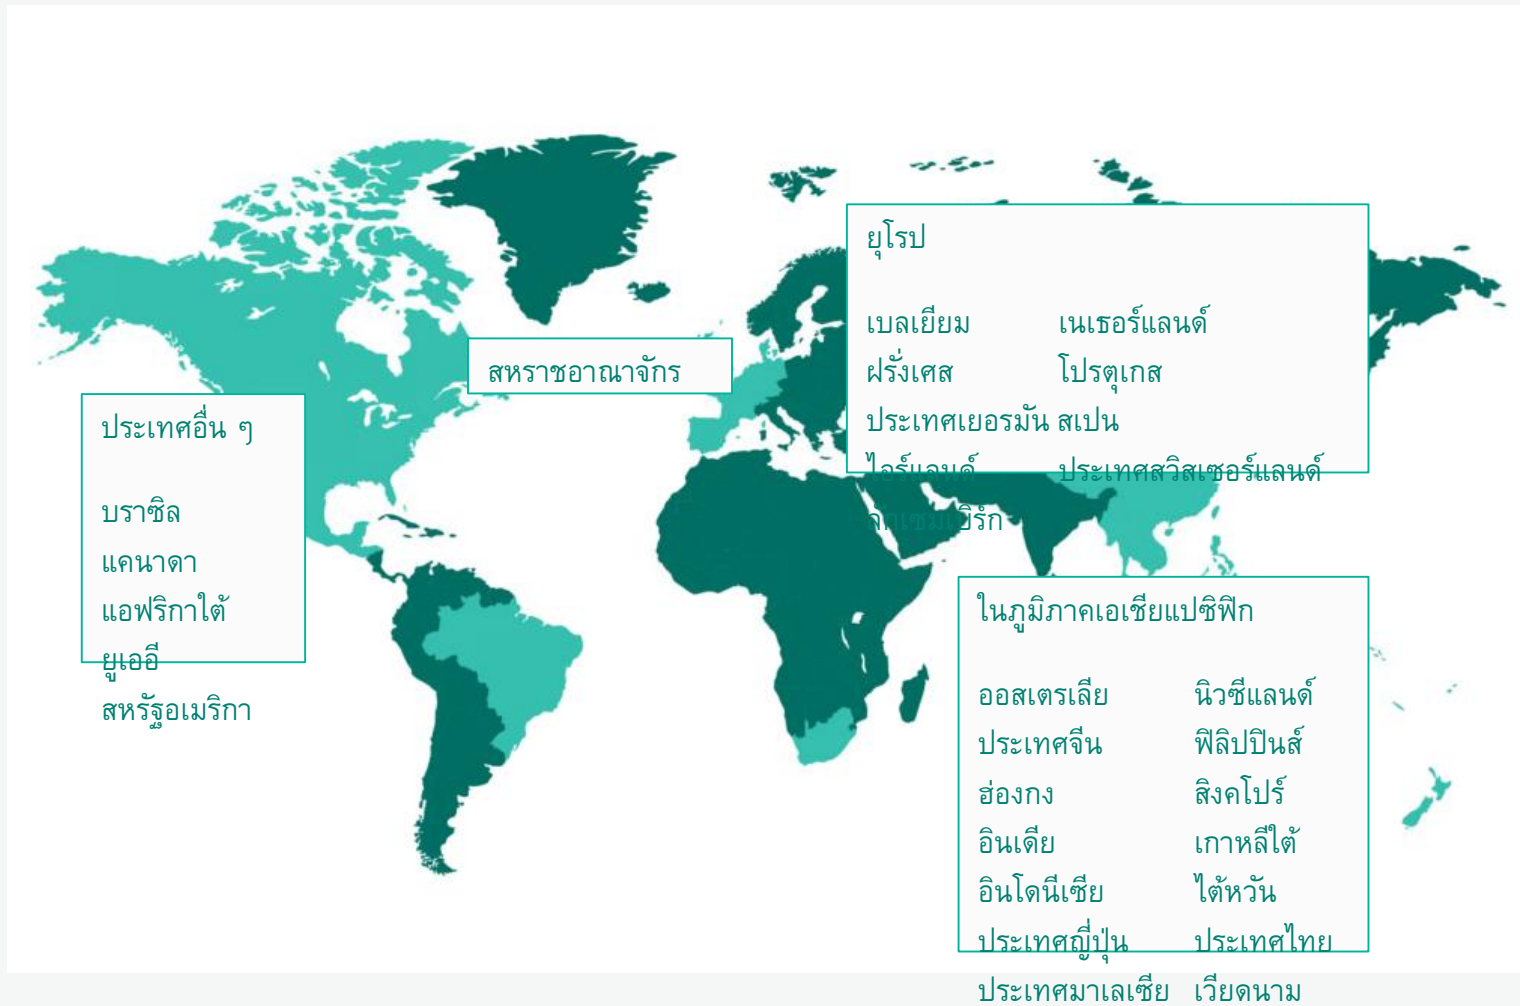 ยุโรป
เบลเยียม เนเธอร์แลนด์
ฝรั่งเศส โปรตุเกส
ประเทศเยอรมัน สเปน
ไอร์แลนด์ ประเทศสวิสเซอร์แลนด์
ลักเซมเบิร์ก
สหราชอาณาจักร
ประเทศอื่น ๆ
บราซิล
แคนาดา
แอฟริกาใต้
ยูเออี
สหรัฐอเมริกา
ในภูมิภาคเอเชียแปซิฟิก
ออสเตรเลีย นิวซีแลนด์
ประเทศจีน ฟิลิปปินส์
ฮ่องกง สิงคโปร์
อินเดีย เกาหลีใต้
อินโดนีเซีย ไต้หวัน
ประเทศญี่ปุ่น ประเทศไทย
ประเทศมาเลเซีย เวียดนาม